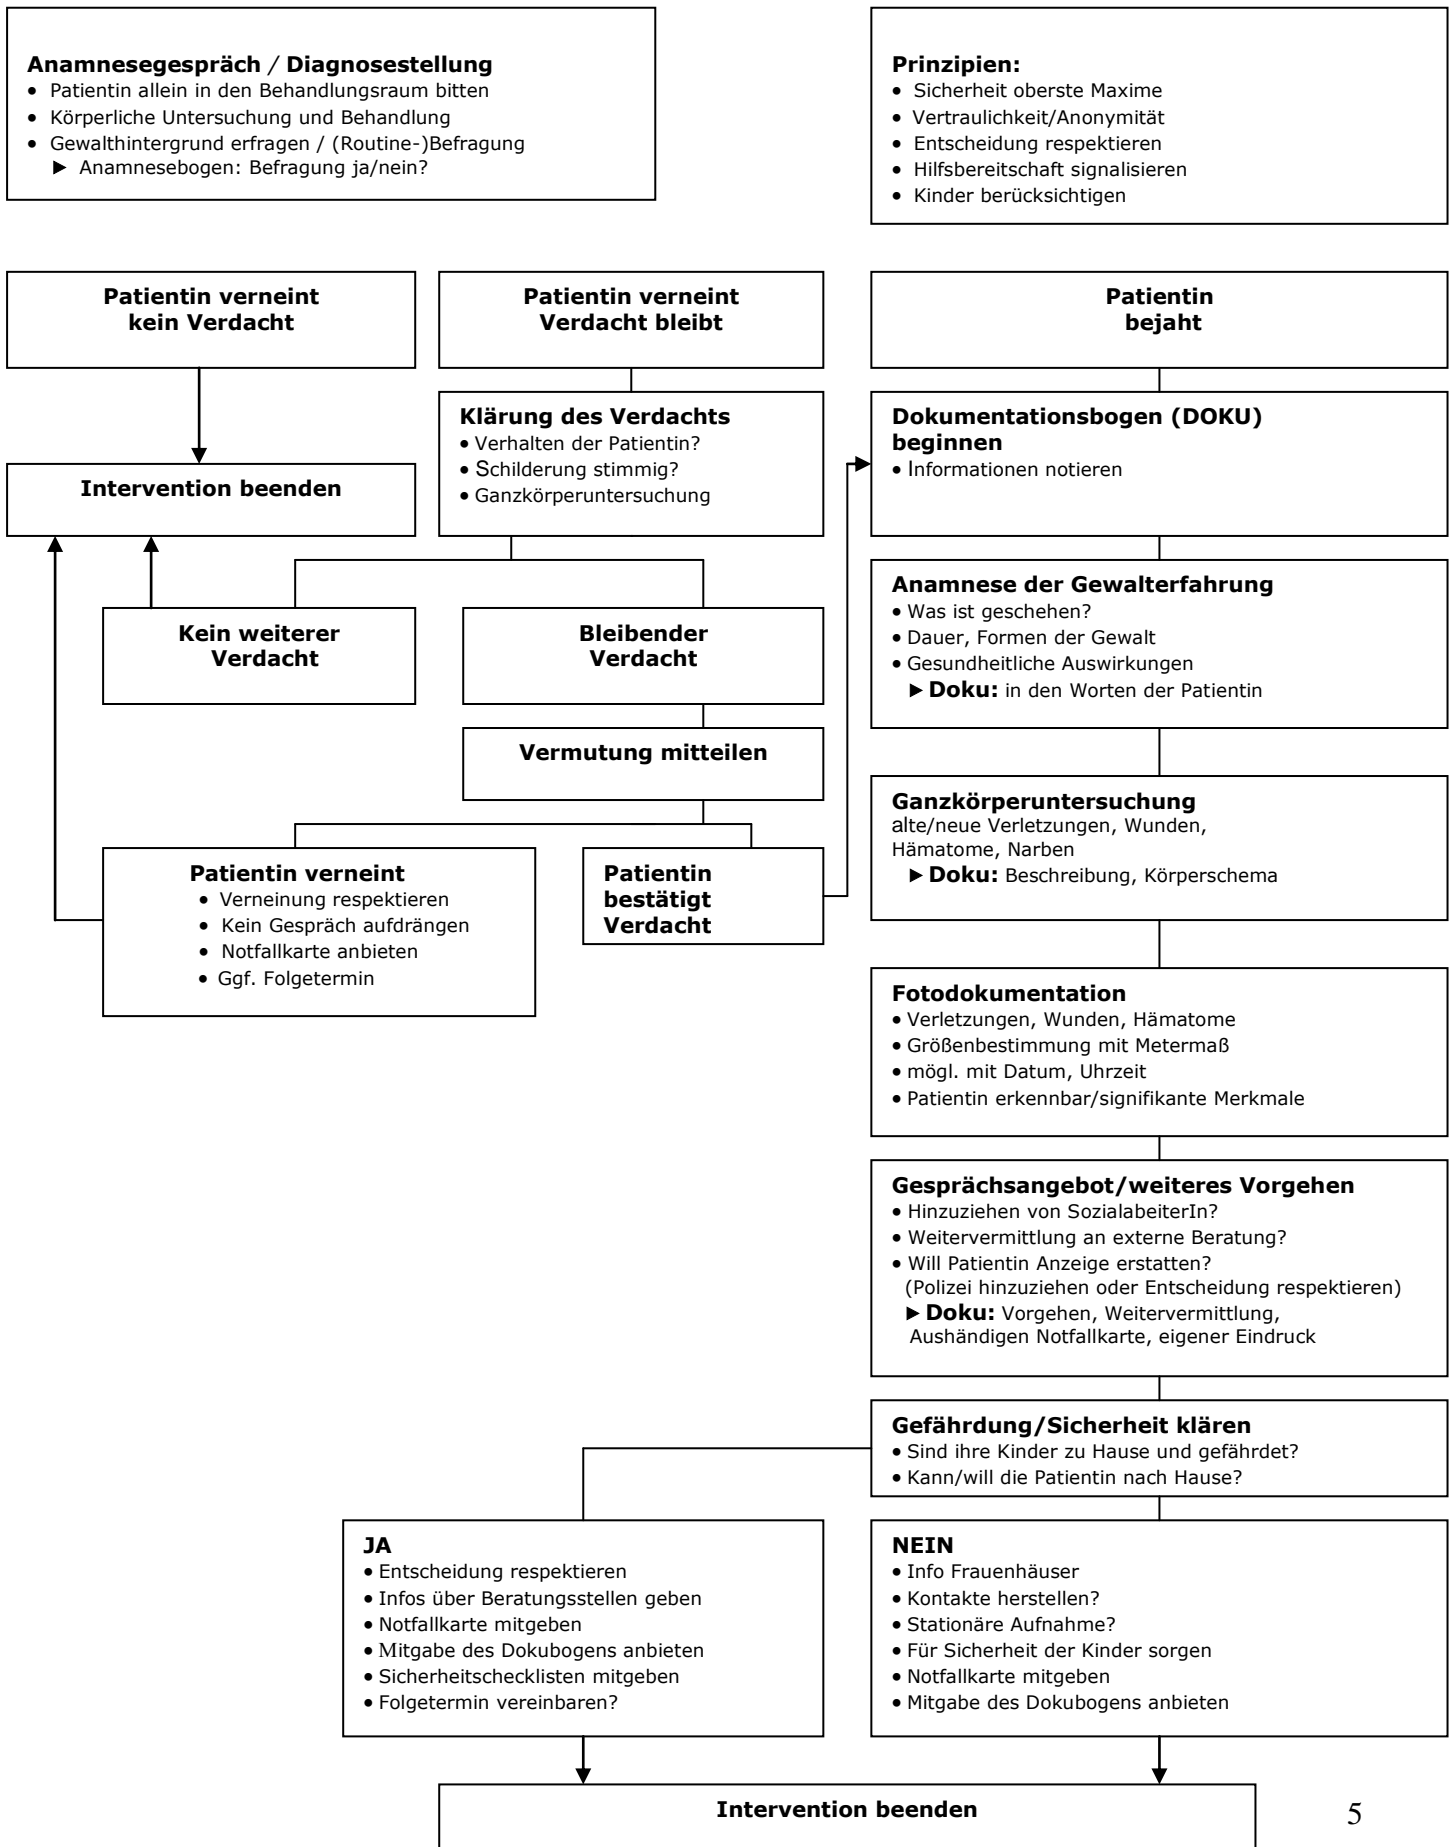 Anamnesegespräch / Diagnosestellung
• Patientin allein in den Behandlungsraum bitten
• Körperliche Untersuchung und Behandlung
• Gewalthintergrund erfragen / (Routine-)Befragung
► Anamnesebogen: Befragung ja/nein?
Prinzipien:
• Sicherheit oberste Maxime
• Vertraulichkeit/Anonymität
• Entscheidung respektieren
• Hilfsbereitschaft signalisieren
• Kinder berücksichtigen
Patientin verneint
kein Verdacht
Patientin verneint
Verdacht bleibt
Patientin
bejaht
Intervention beenden
Klärung des Verdachts
• Verhalten der Patientin?
• Schilderung stimmig?
• Ganzkörperuntersuchung
Dokumentationsbogen (DOKU)
beginnen
• Informationen notieren
Kein weiterer
Verdacht
Bleibender
Verdacht
Anamnese der Gewalterfahrung
• Was ist geschehen?
• Dauer, Formen der Gewalt
• Gesundheitliche Auswirkungen
► Doku: in den Worten der Patientin
Vermutung mitteilen
Ganzkörperuntersuchung
alte/neue Verletzungen, Wunden,
Hämatome, Narben
► Doku: Beschreibung, Körperschema
Patientin verneint
• Verneinung respektieren
• Kein Gespräch aufdrängen
• Notfallkarte anbieten
• Ggf. Folgetermin
Patientin
bestätigt
Verdacht
Fotodokumentation
• Verletzungen, Wunden, Hämatome
• Größenbestimmung mit Metermaß
• mögl. mit Datum, Uhrzeit
• Patientin erkennbar/signifikante Merkmale
Gesprächsangebot/weiteres Vorgehen
• Hinzuziehen von SozialabeiterIn?
• Weitervermittlung an externe Beratung?
• Will Patientin Anzeige erstatten?
(Polizei hinzuziehen oder Entscheidung respektieren)
► Doku: Vorgehen, Weitervermittlung,
Aushändigen Notfallkarte, eigener Eindruck
Gefährdung/Sicherheit klären
• Sind ihre Kinder zu Hause und gefährdet?
• Kann/will die Patientin nach Hause?
JA
• Entscheidung respektieren
• Infos über Beratungsstellen geben
• Notfallkarte mitgeben
• Mitgabe des Dokubogens anbieten
• Sicherheitschecklisten mitgeben
• Folgetermin vereinbaren?
NEIN
• Info Frauenhäuser
• Kontakte herstellen?
• Stationäre Aufnahme?
• Für Sicherheit der Kinder sorgen
• Notfallkarte mitgeben
• Mitgabe des Dokubogens anbieten
Intervention beenden
5